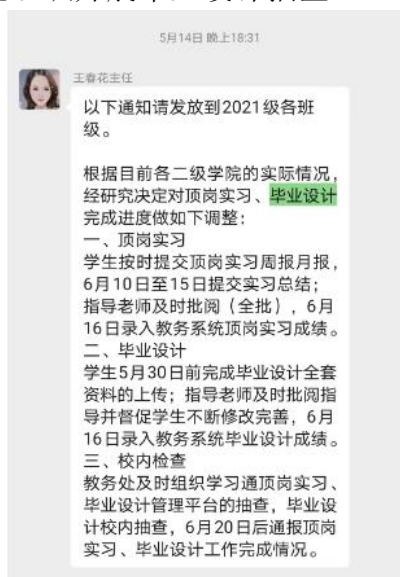 5月14日 晚上18:31
王春花主任
以下通知请发放到2021级各班
级。
根据目前各二级学院的实际情况，
经研究决定对顶岗实习、毕业设计
完成进度做如下调整：
一、顶岗实习
学生按时提交顶岗实习周报月报，
6月10日至15日提交实习总结；
指导老师及时批阅（全批），6月
16日录入教务系统顶岗实习成绩。
二、毕业设计
学生5月30日前完成毕业设计全套
资料的上传；指导老师及时批阅指
导并督促学生不断修改完善，6月
16日录入教务系统毕业设计成绩。
三、校内检查
教务处及时组织学习通顶岗实习、
毕业设计管理平台的抽查，毕业设
计校内抽查，6月20日后通报顶岗
实习、毕业设计工作完成情况。